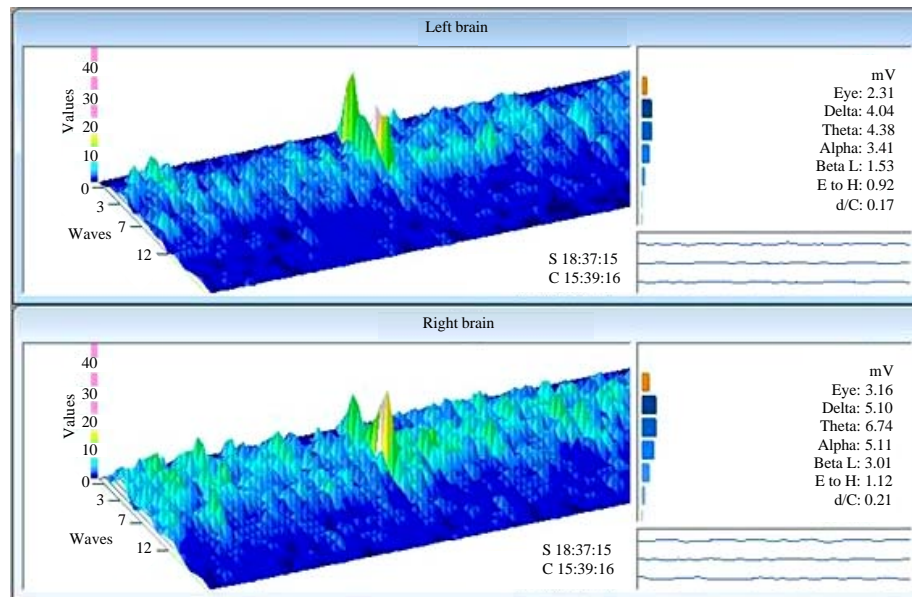 Left brain
40
30
20
10
0
Values
3
7
12
Waves
S 18:37:15
C 15:39:16
mV
Eye: 2.31
Delta: 4.04
Theta: 4.38
Alpha: 3.41
Beta L: 1.53
E to H: 0.92
d/C: 0.17
Right brain
40
30
20
10
0
Values
3
7
12
Waves
S 18:37:15
C 15:39:16
mV
Eye: 3.16
Delta: 5.10
Theta: 6.74
Alpha: 5.11
Beta L: 3.01
E to H: 1.12
d/C: 0.21